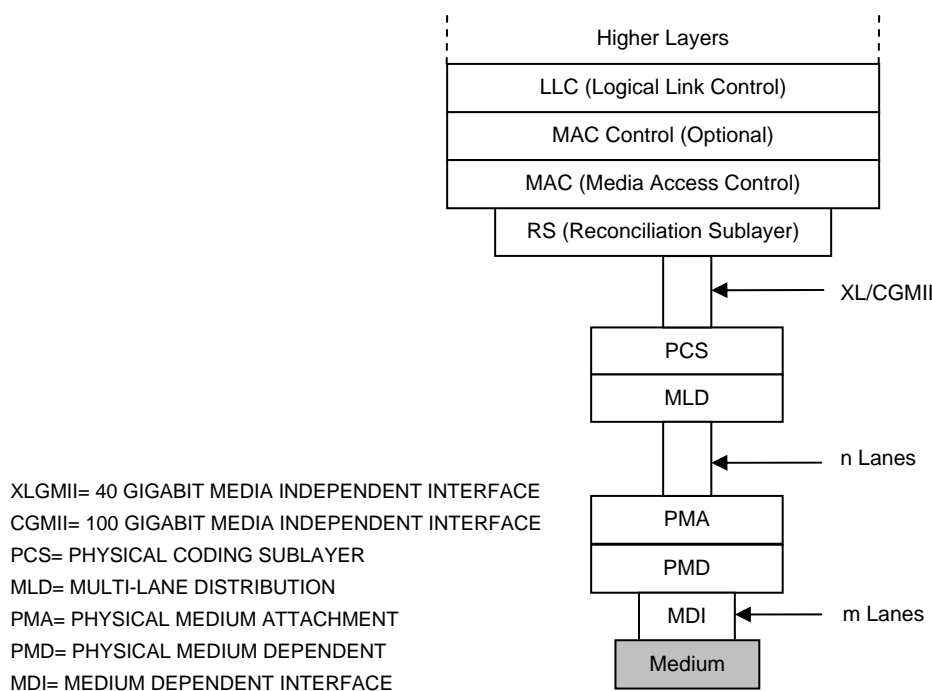 Higher Layers
LLC (Logical Link Control)
MAC Control (Optional)
MAC (Media Access Control)
RS (Reconciliation Sublayer)
XL/CGMII
PCS
MLD
n Lanes
PMA
PMD
MDI
m Lanes
Medium
XLGMII= 40 GIGABIT MEDIA INDEPENDENT INTERFACE
CGMII= 100 GIGABIT MEDIA INDEPENDENT INTERFACE
PCS= PHYSICAL CODING SUBLAYER
MLD= MULTI-LANE DISTRIBUTION
PMA= PHYSICAL MEDIUM ATTACHMENT
PMD= PHYSICAL MEDIUM DEPENDENT
MDI= MEDIUM DEPENDENT INTERFACE